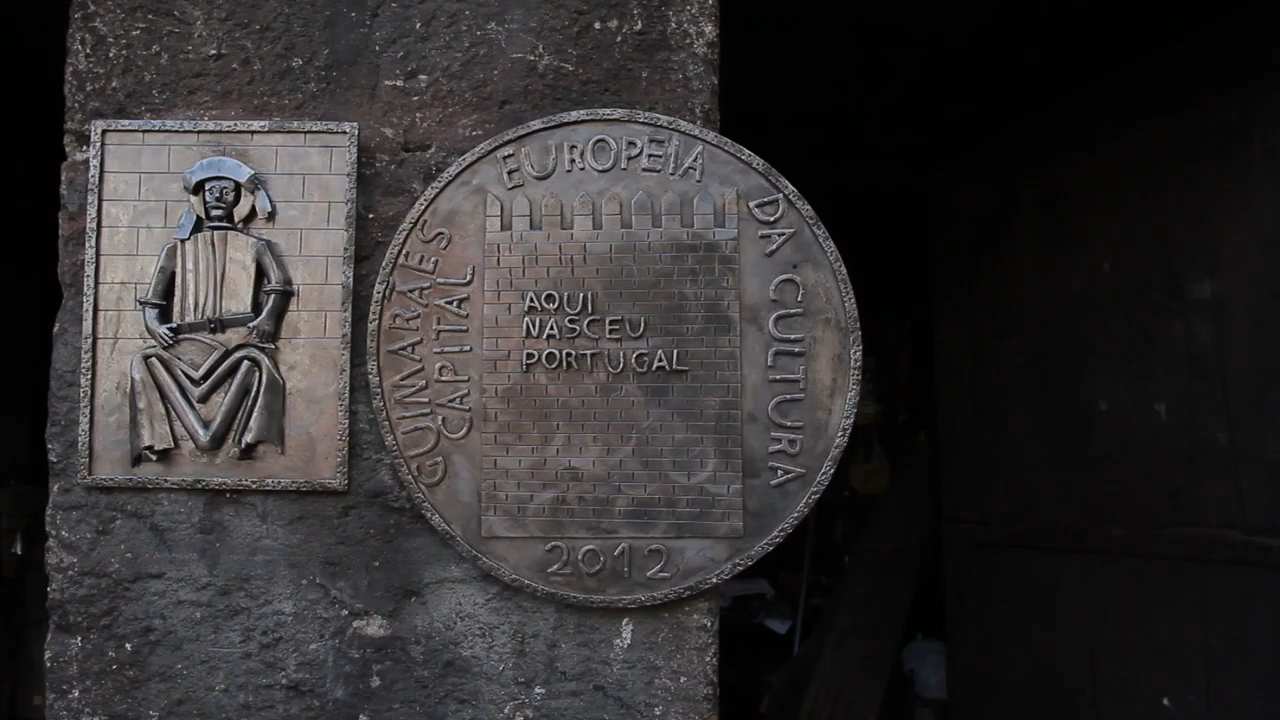 GUIMARÃES
CAPITAL
EUROPEIA
DA CULTURA
AQUI
NASCEU
PORTUGAL
2012